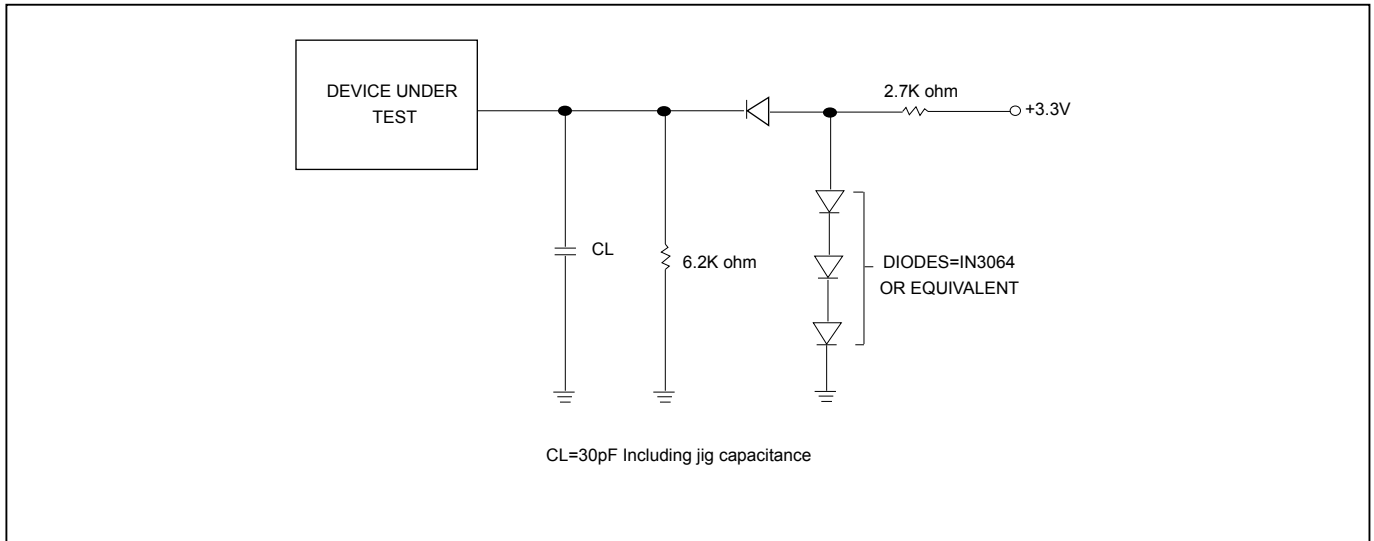 DEVICE UNDER
TEST
2.7K ohm
+3.3V
CL
6.2K ohm
DIODES=IN3064
OR EQUIVALENT
CL=30pF Including jig capacitance